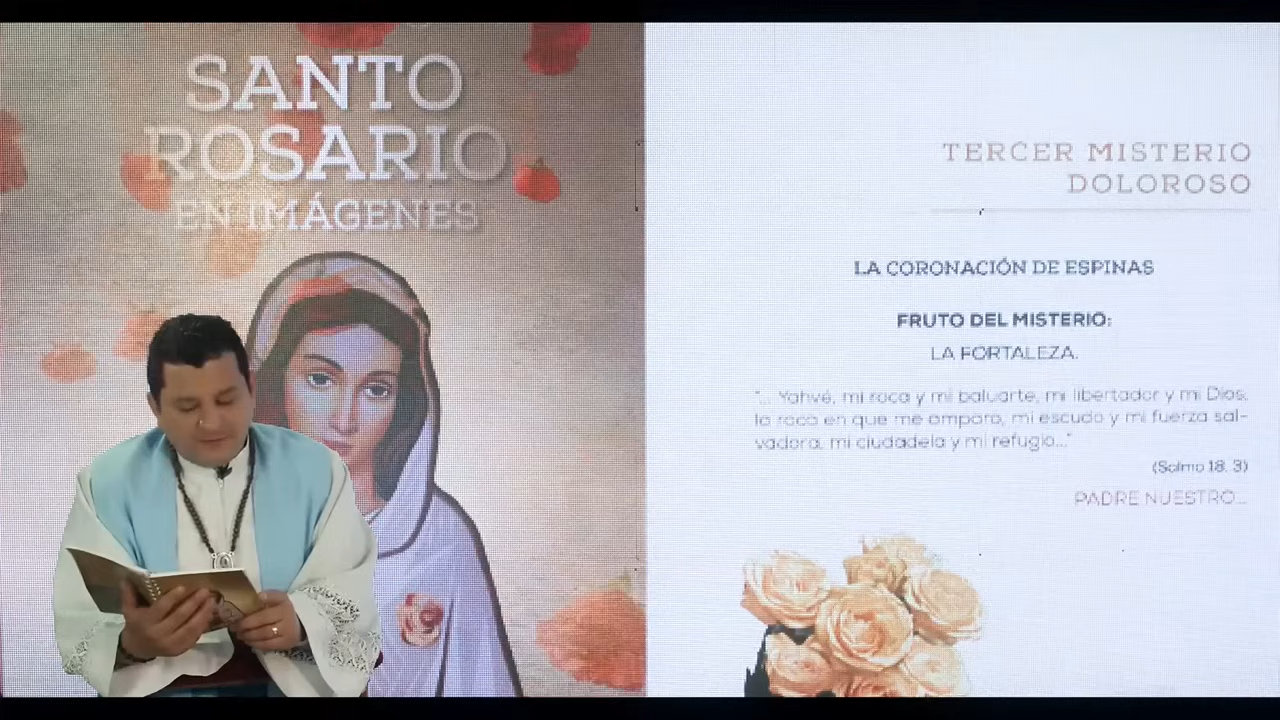 SANTO
ROSARIO
EN IMÁGENES
TERCER MISTERIO
DOLOROSO
LA CORONACIÓN DE ESPINAS
FRUTO DEL MISTERIO:
LA FORTALEZA.
"... Yahvé, mi roca y mi baluarte, mi libertador y mi Dios,
la roca en que me amparo, mi escudo y mi fuerza sal-
vadora, mi ciudadela y mi refugio..."
(Salmo 18, 3)
PADRE NUESTRO...